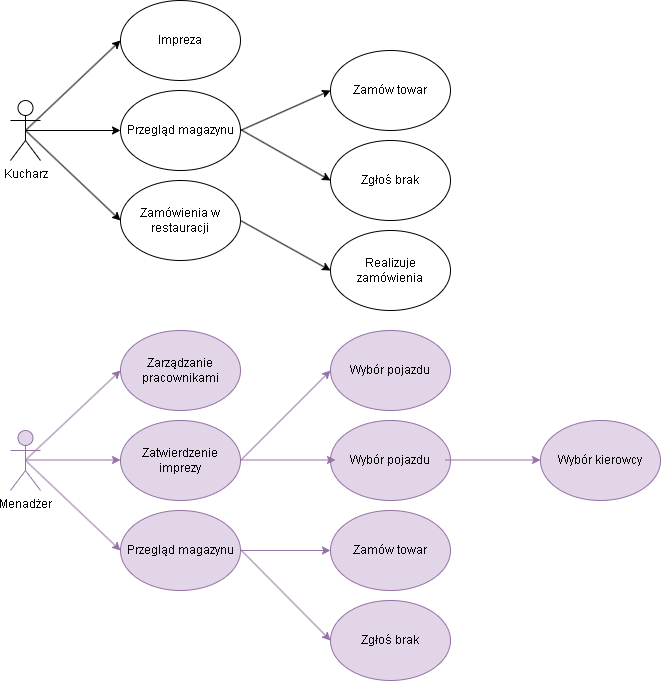 Impreza
Zamów towar
Przegląd magazynu
Kucharz
Zgłoś brak
Zamówienia w
restauracji
Realizuje
zamówienia
Zarządzanie
pracownikami
Wybór pojazdu
Zatwierdzenie
imprezy
Wybór pojazdu
Wybór kierowcy
Menadżer
Przegląd magazynu
Zamów towar
Zgłoś brak